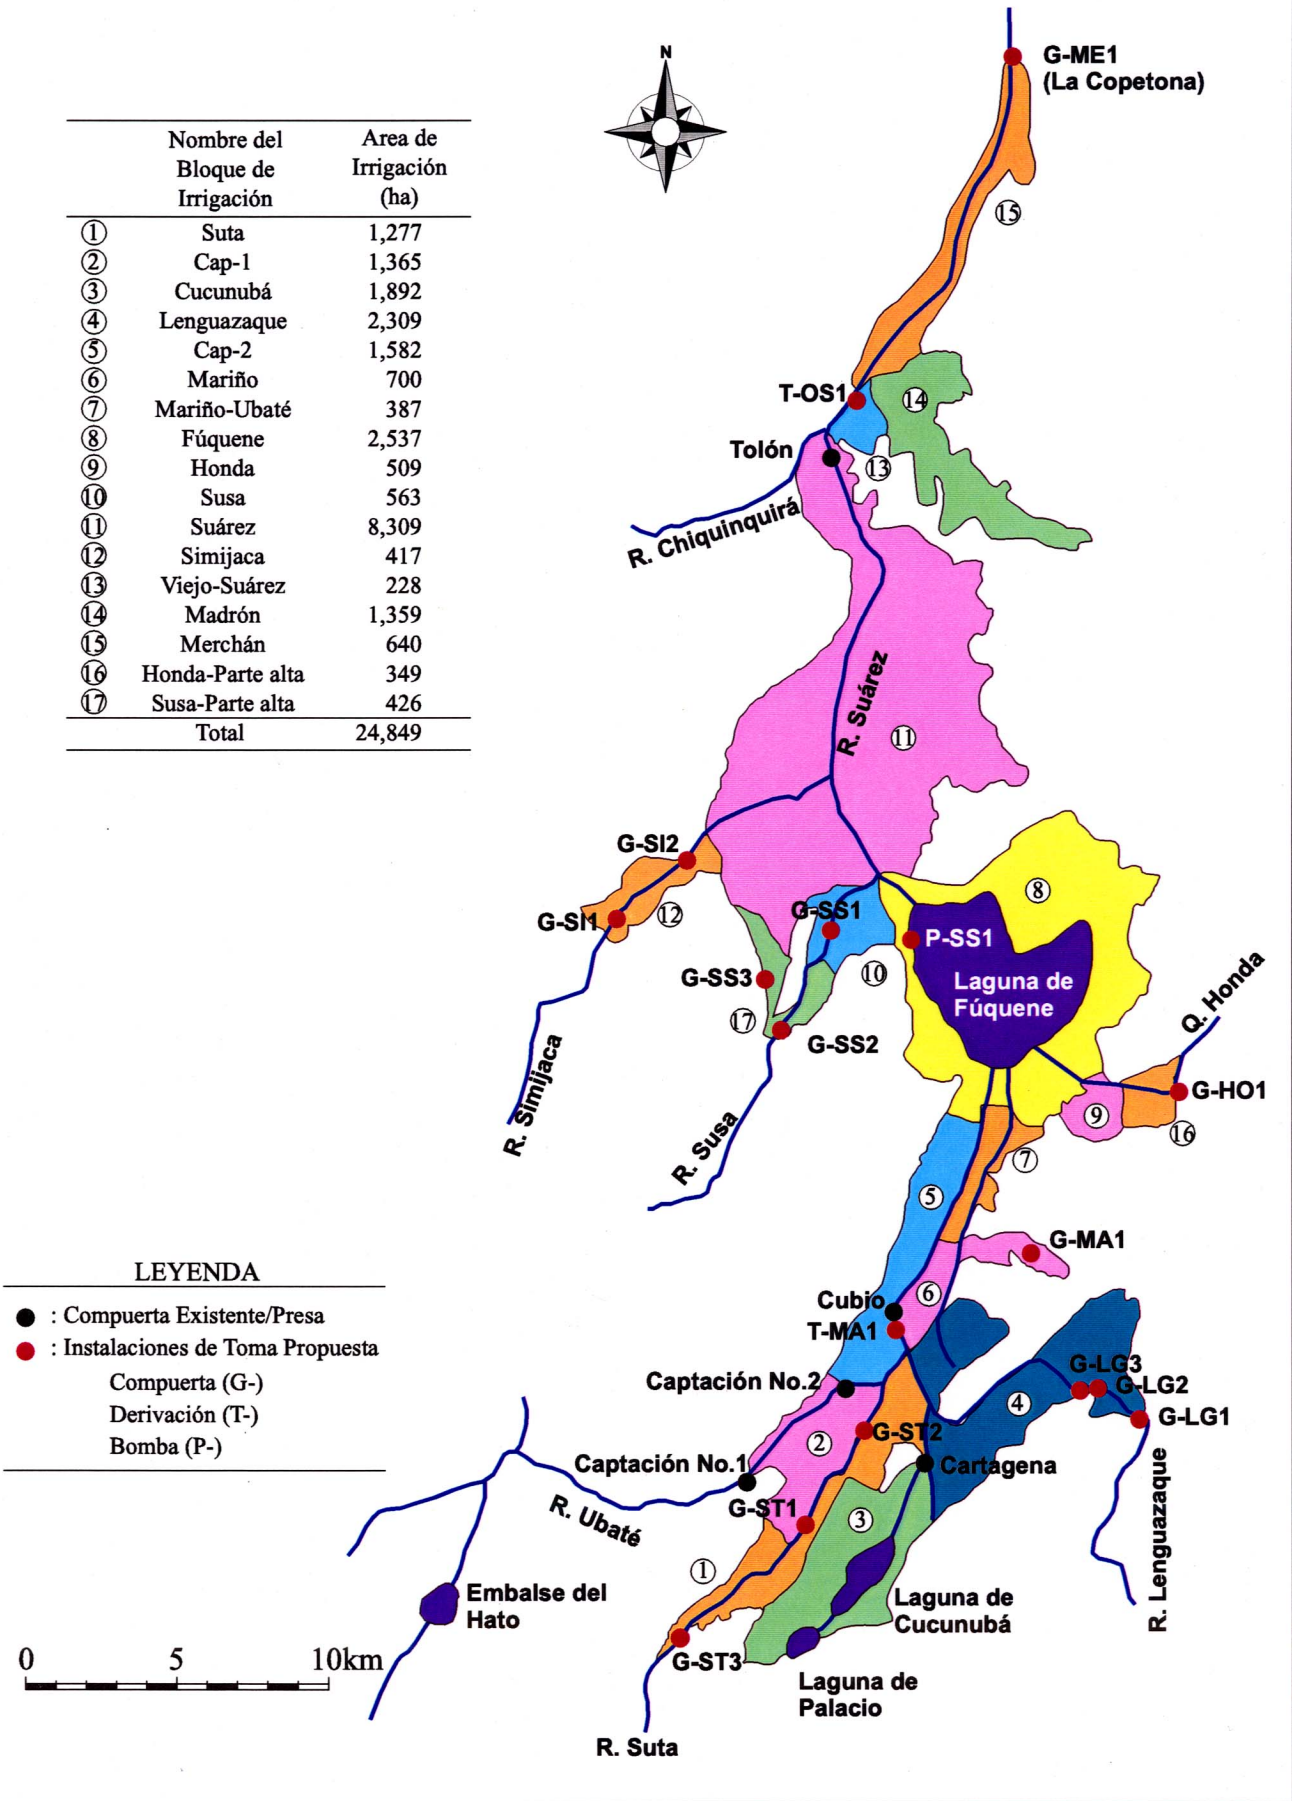 N
Nombre del Area de
Bloque de Irrigación
Irrigación (ha)
① Suta 1,277
② Cap-1 1,365
③ Cucunubá 1,892
④ Lenguazaque 2,309
⑤ Cap-2 1,582
⑥ Mariño 700
⑦ Mariño-Ubaté 387
⑧ Fúquene 2,537
⑨ Honda 509
⑩ Susa 563
⑪ Suárez 8,309
⑫ Simijaca 417
⑬ Viejo-Suárez 228
⑭ Madrón 1,359
⑮ Merchán 640
⑯ Honda-Parte alta 349
⑰ Susa-Parte alta 426
Total 24,849
G-ME1
(La Copetona)
⑮
T-OS1
⑭
Tolón
⑬
R. Chiquinquirá
R. Suárez
⑪
G-SI2
G-SI1
⑫
⑧
G-SS1
P-SS1
⑩
G-SS3
Laguna de
Fúquene
⑰
G-SS2
Q. Honda
R. Simijaca
G-HO1
⑨
⑯
R. Susa
⑦
⑤
G-MA1
⑥
Cubio
T-MA1
G-LG3
G-LG2
G-LG1
Captación No.2
④
②
G-ST2
Captación No.1
Cartagena
G-ST1
R. Ubaté
③
①
R. Lenguazaque
Embalse del
Hato
Laguna de
Cucunubá
G-ST3
Laguna de
Palacio
R. Suta
LEYENDA
: Compuerta Existente/Presa
: Instalaciones de Toma Propuesta
Compuerta (G-)
Derivación (T-)
Bomba (P-)
0 5 10km